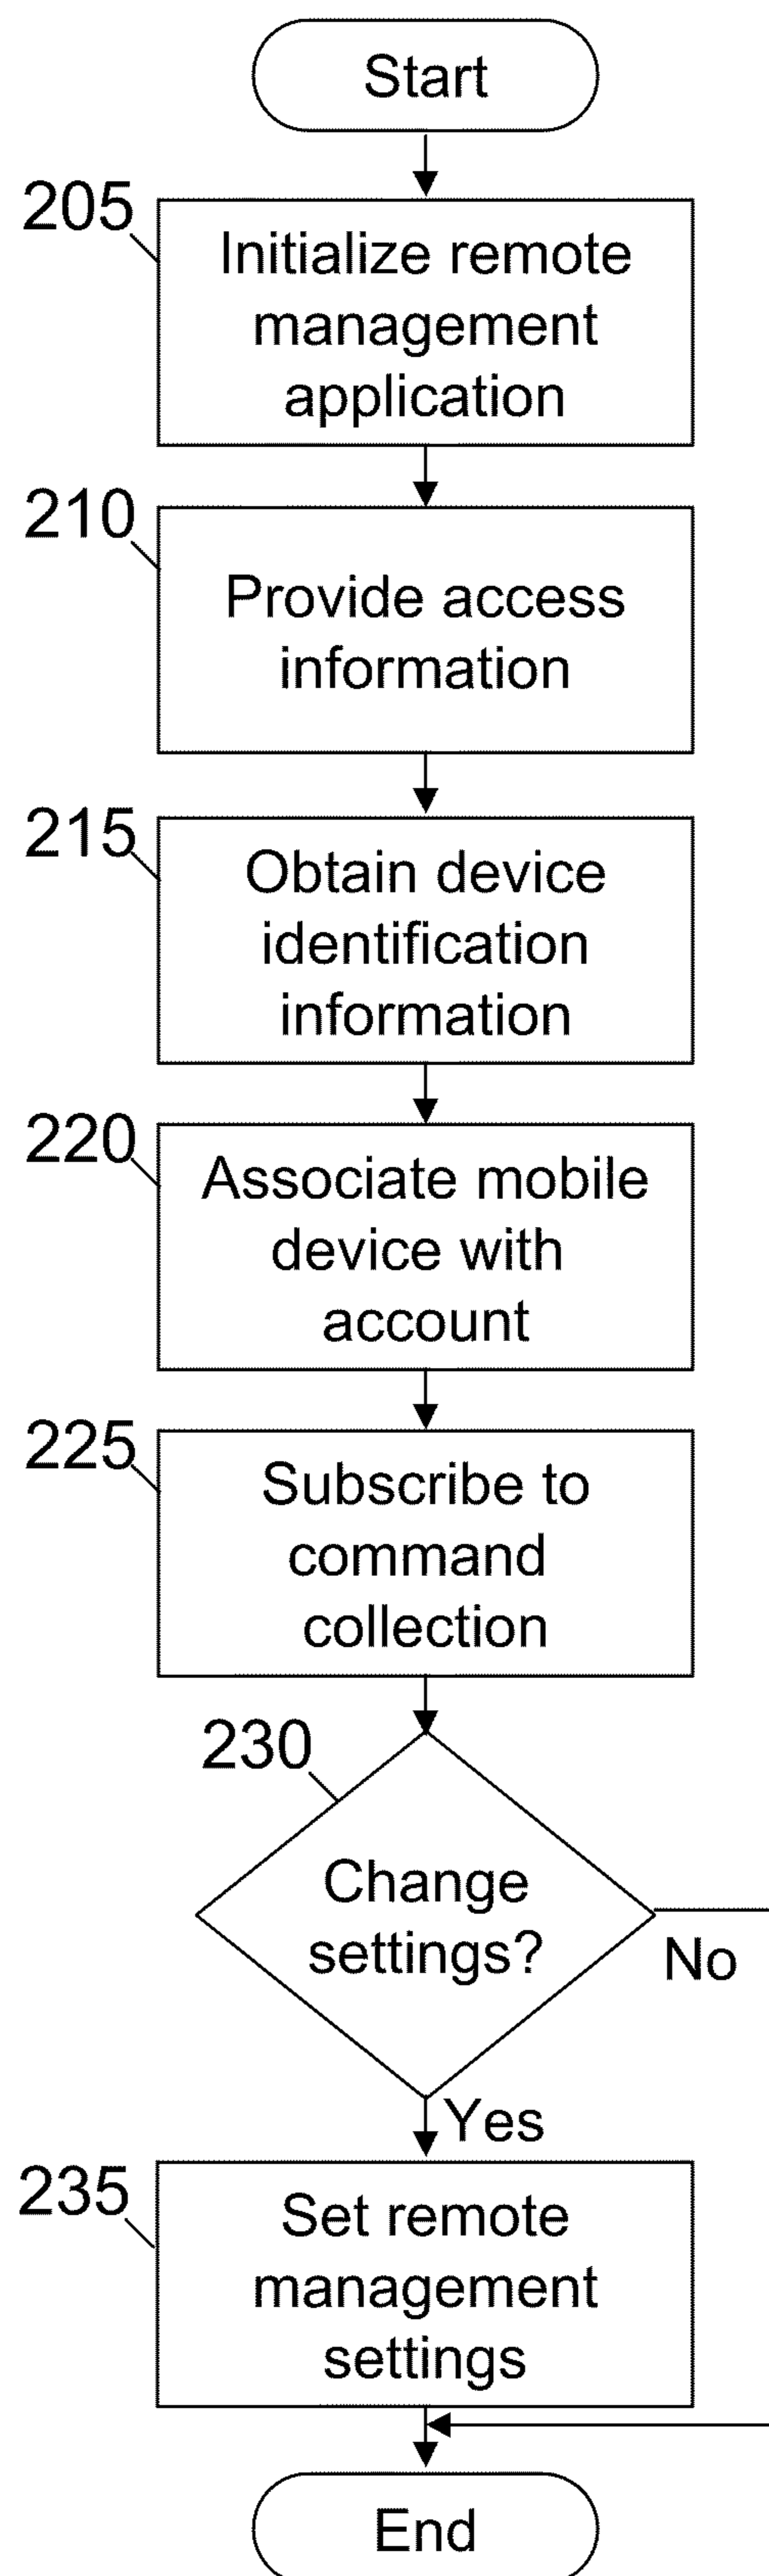 Start
205
Initialize remote
management
application
210
Provide access
information
215
Obtain device
identification
information
220
Associate mobile
device with
account
225
Subscribe to
command
collection
230
Change
settings?
No
Yes
235
Set remote
management
settings
End